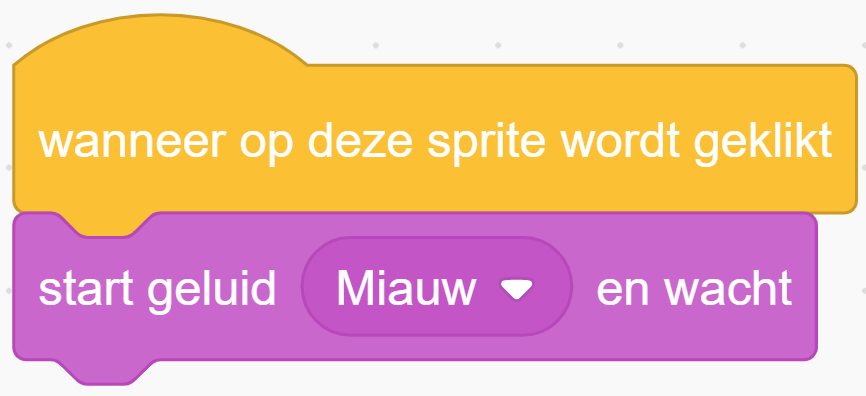 wanneer op deze sprite wordt geklikt
start geluid Miauw en wacht